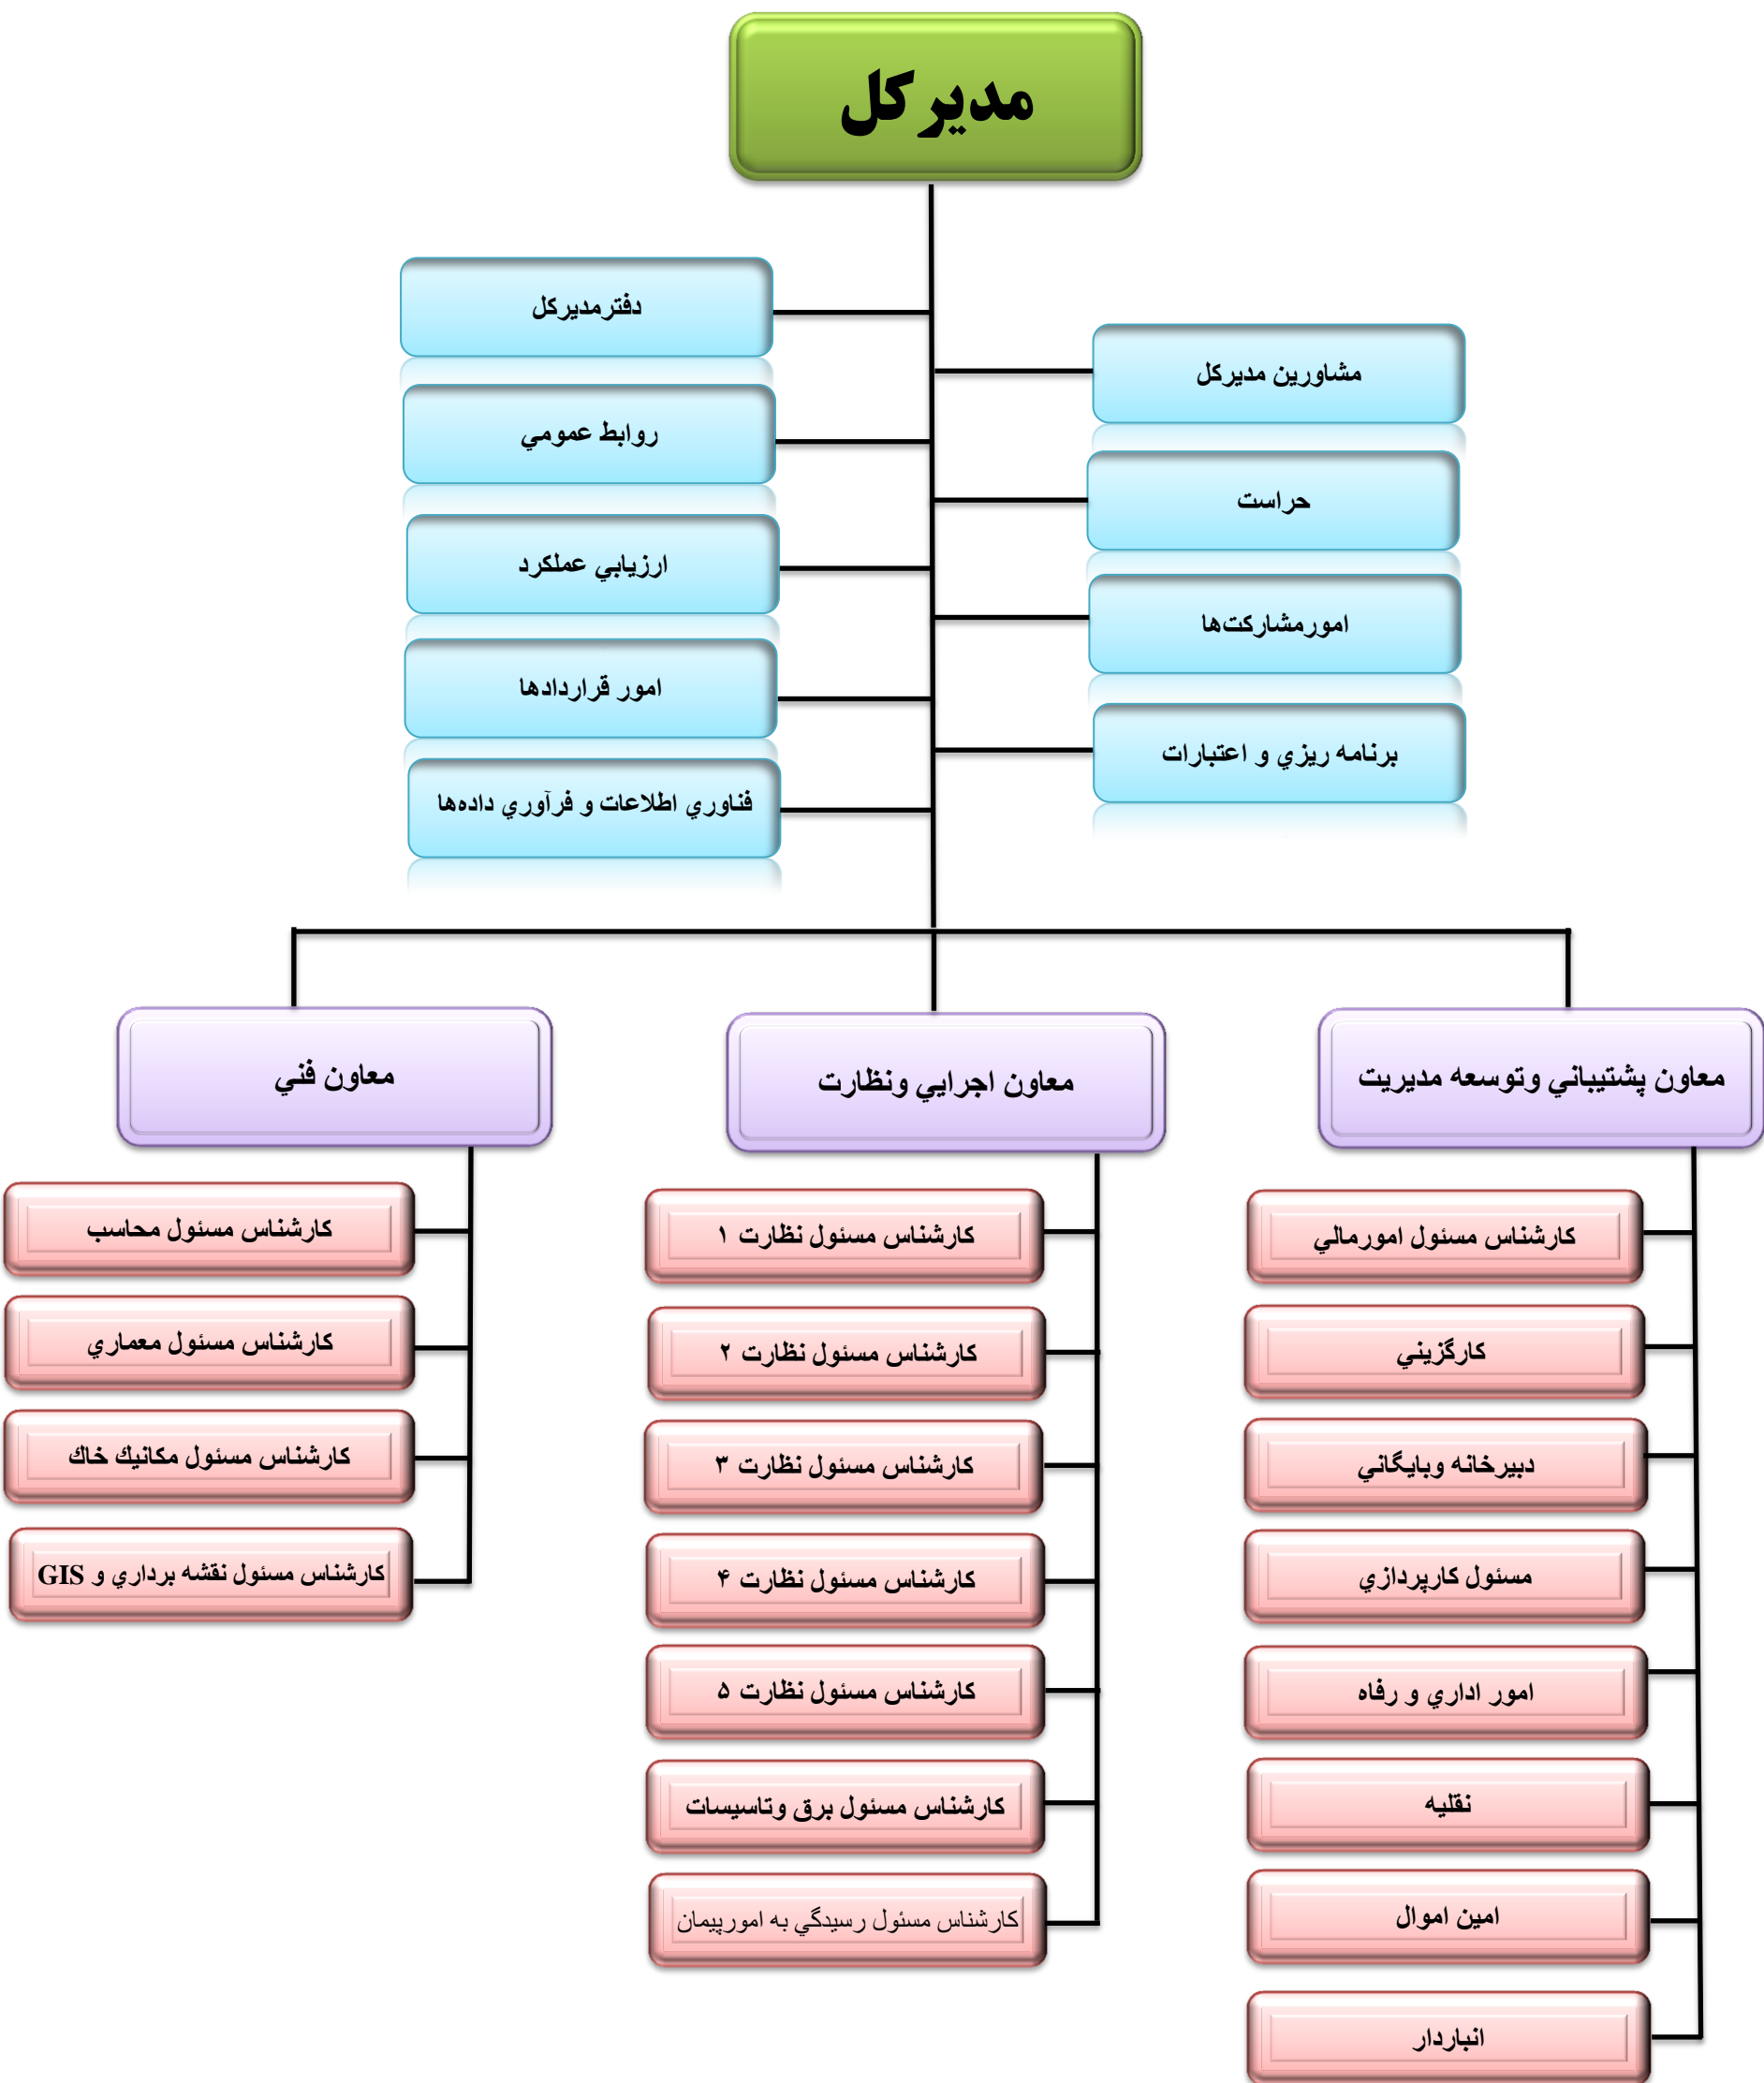 مديركل
مشاورين مديركل
حراست
امورمشاركت‌ها
برنامه ريزي و اعتبارات
دفترمديركل
روابط عمومي
ارزيابي عملكرد
امور قراردادها
فناوري اطلاعات و فرآوري داده‌ها
معاون پشتيباني وتوسعه مديريت
كارشناس مسئول امورمالي
كارگزيني
دبيرخانه وبايگاني
مسئول كارپردازي
امور اداري و رفاه
نقليه
امين اموال
انباردار
معاون اجرايي ونظارت
كارشناس مسئول نظارت ۱
كارشناس مسئول نظارت ۲
كارشناس مسئول نظارت ۳
كارشناس مسئول نظارت ۴
كارشناس مسئول نظارت ۵
كارشناس مسئول برق وتاسيسات
كارشناس مسئول رسيدگي به امورپيمان
معاون فني
كارشناس مسئول محاسب
كارشناس مسئول معماري
كارشناس مسئول مكانيك خاك
كارشناس مسئول نقشه برداري و GIS